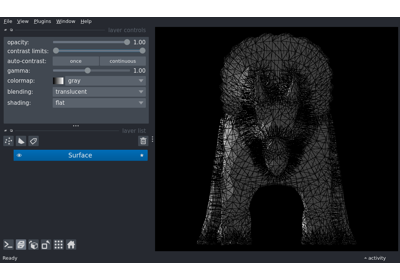 File View Plugins Window Help
layer controls
opacity: 1.00
contrast limits:
auto-contrast: once continuous
gamma: 1.00
colormap: gray
blending: translucent
shading: flat
layer list
Surface
Ready
activity